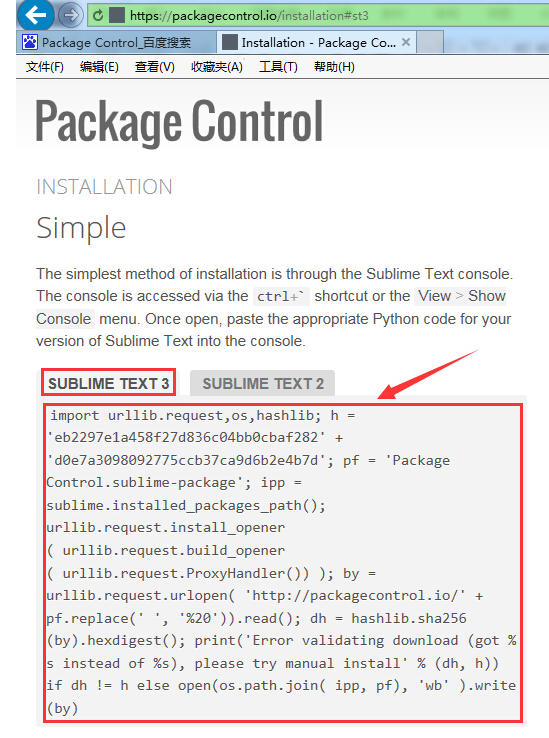 https://packagecontrol.io/installation#st3
Package Control_百度搜索
Installation - Package Co...
文件(F) 编辑(E) 查看(V) 收藏夹(A) 工具(T) 帮助(H)
Package Control
INSTALLATION
Simple
The simplest method of installation is through the Sublime Text console.
The console is accessed via the ctrl+` shortcut or the View > Show
Console menu. Once open, paste the appropriate Python code for your
version of Sublime Text into the console.
SUBLIME TEXT 3 SUBLIME TEXT 2
import urllib.request,os,hashlib; h =
'eb2297e1a458f27d836c04bb0cbaf282' +
'd0e7a3098092775ccb37ca9d6b2e4b7d'; pf = 'Package
Control.sublime-package'; ipp =
sublime.installed_packages_path();
urllib.request.install_opener
( urllib.request.build_opener
( urllib.request.ProxyHandler()) ); by =
urllib.request.urlopen( 'http://packagecontrol.io/' +
pf.replace(' ', '%20')).read(); dh = hashlib.sha256
(by).hexdigest(); print('Error validating download (got %
s instead of %s), please try manual install' % (dh, h))
if dh != h else open(os.path.join( ipp, pf), 'wb' ).write
(by)